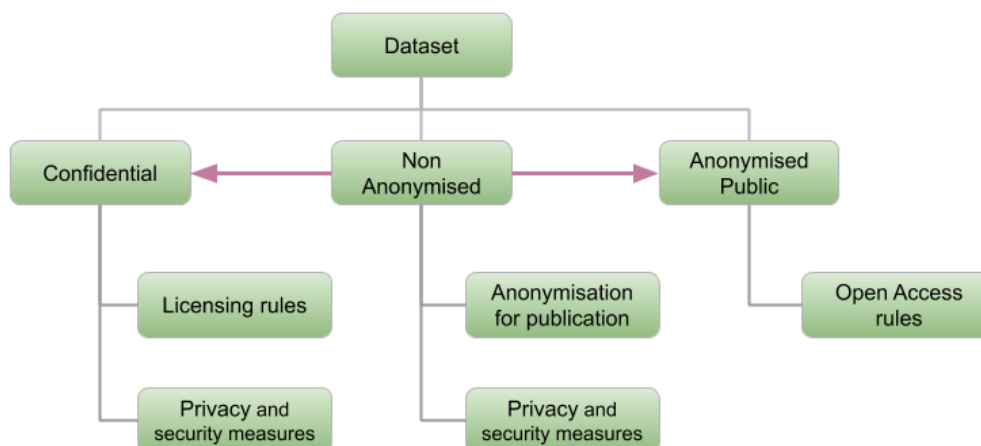 Dataset
Confidential
Non
Anonymised
Anonymised
Public
Licensing rules
Anonymisation
for publication
Open Access
rules
Privacy and
security measures
Privacy and
security measures